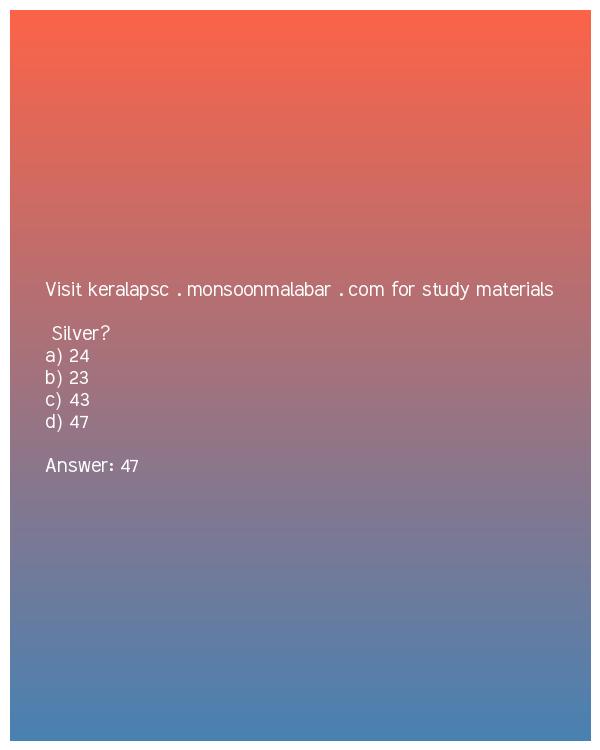 Visit keralapsc . monsoonmalabar . com for study materials
Silver?
a) 24
b) 23
c) 43
d) 47
Answer: 47